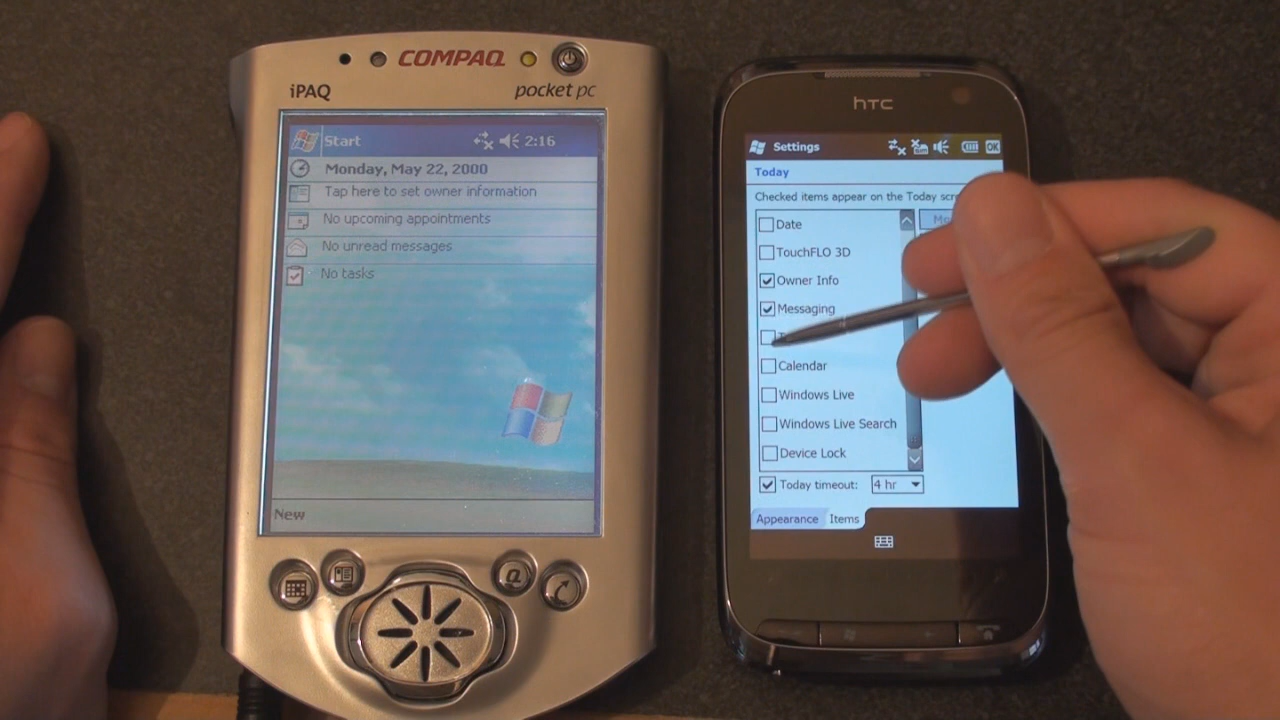 COMPAQ
iPAQ
pocket pc
Start
2:16
Monday, May 22, 2000
Tap here to set owner information
No upcoming appointments
No unread messages
No tasks
New
hTC
Settings
OK
Today
Checked items appear on the Today
Date
TouchFLO 3D
Owner Info
Messaging
Calendar
Windows Live
Windows Live Search
Device Lock
Today timeout: 4 hr
Appearance Items